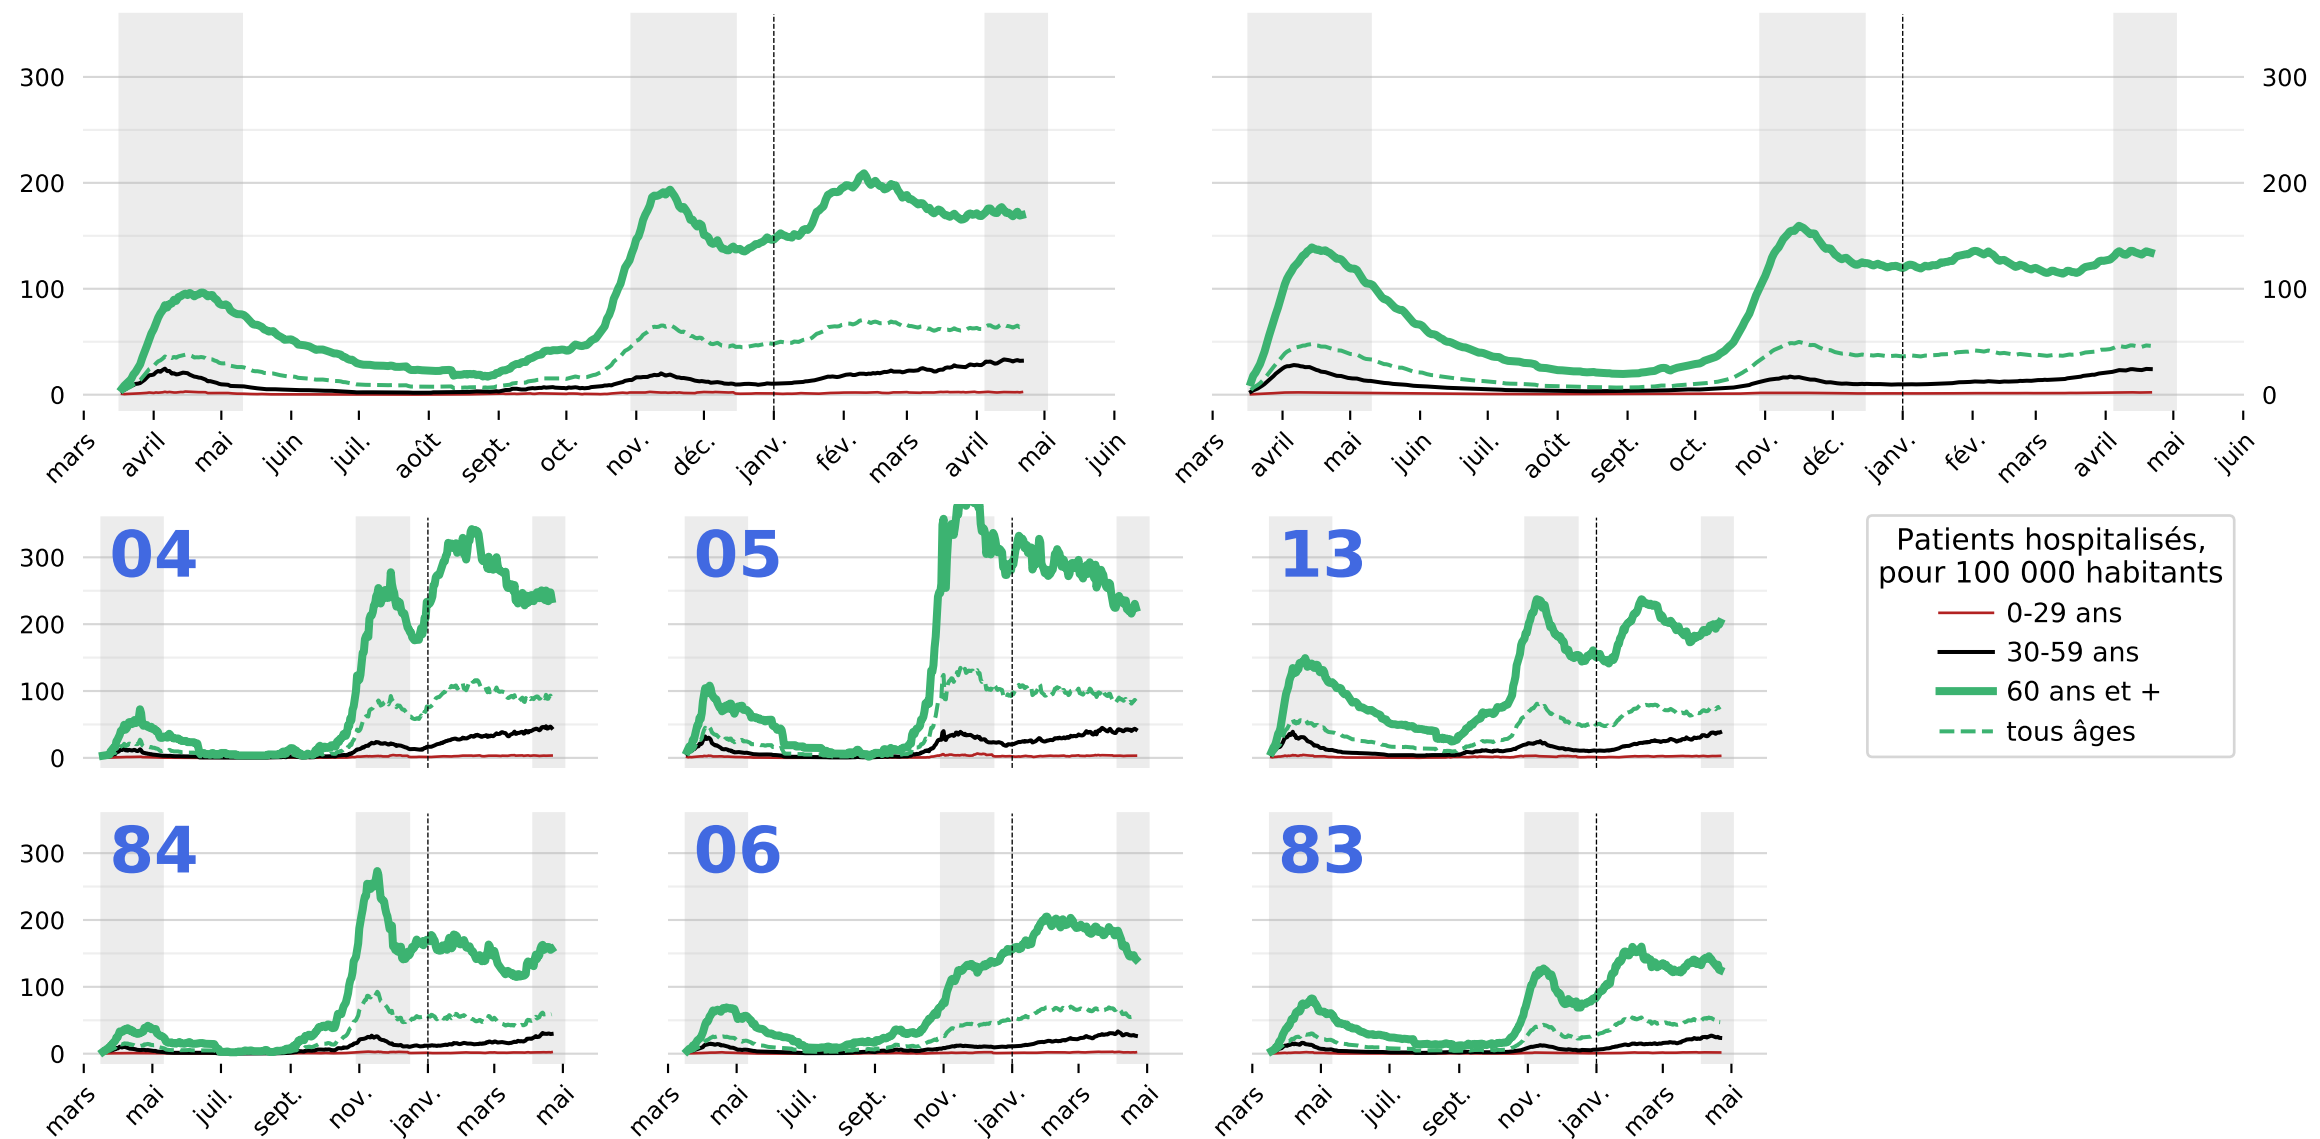 300
200
100
0
mars avril mai juin juil. août sept. oct. nov. déc. janv. fév. mars avril mai juin
300
200
100
0
mars avril mai juin juil. août sept. oct. nov. déc. janv. fév. mars avril mai juin
300
200
100
0
04
05
13
Patients hospitalisés,
pour 100 000 habitants
0-29 ans
30-59 ans
60 ans et +
tous âges
300
200
100
0
84
06
83
mars mai juil. sept. nov. janv. mars mai
mars mai juil. sept. nov. janv. mars mai
mars mai juil. sept. nov. janv. mars mai